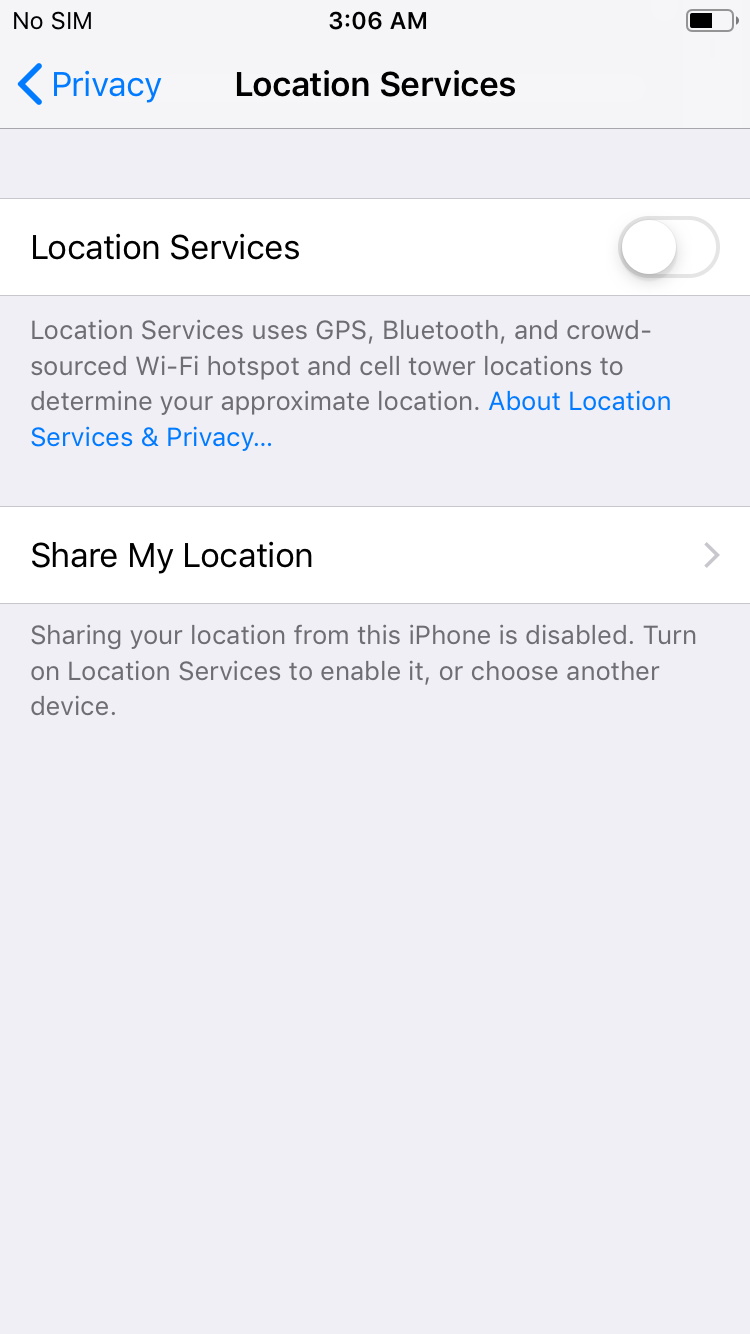 No SIM
3:06 AM
Privacy
Location Services
Location Services
Location Services uses GPS, Bluetooth, and crowd-
sourced Wi-Fi hotspot and cell tower locations to
determine your approximate location. About Location
Services & Privacy...
Share My Location
Sharing your location from this iPhone is disabled. Turn
on Location Services to enable it, or choose another
device.